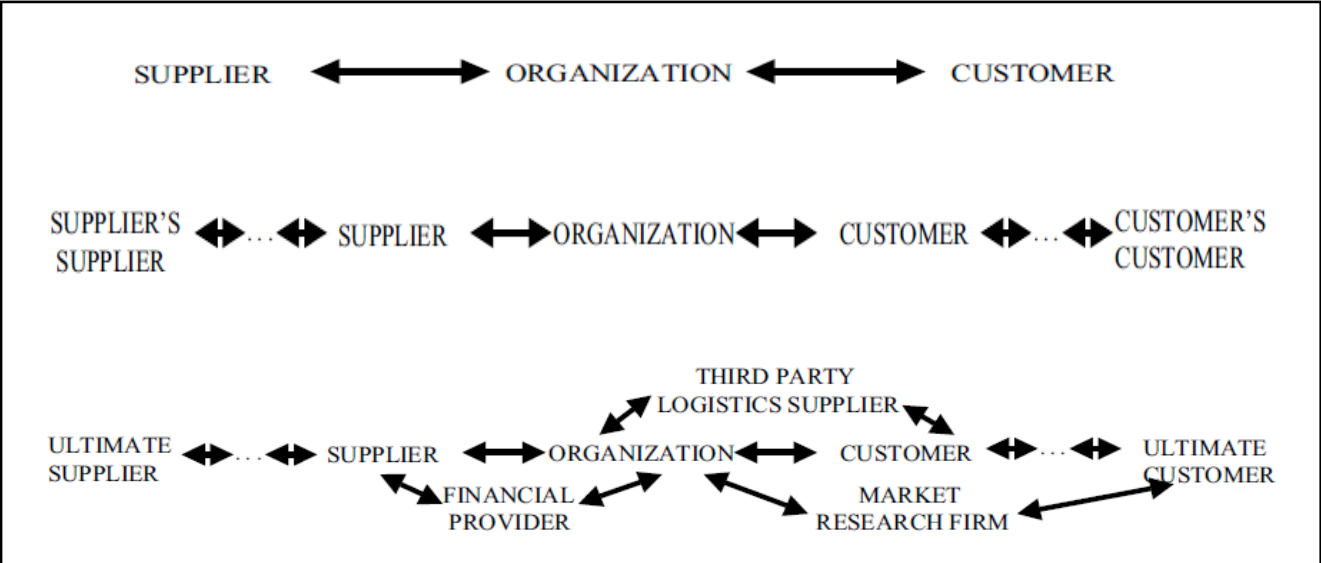 SUPPLIER ORGANIZATION CUSTOMER
SUPPLIER'S SUPPLIER ... SUPPLIER ORGANIZATION CUSTOMER ... CUSTOMER'S CUSTOMER
THIRD PARTY
LOGISTICS SUPPLIER
ULTIMATE SUPPLIER ... SUPPLIER ORGANIZATION CUSTOMER ... ULTIMATE CUSTOMER
FINANCIAL PROVIDER
MARKET RESEARCH FIRM